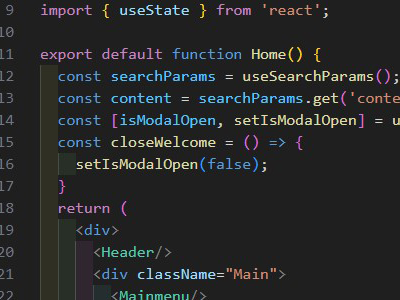 9 import { useState } from 'react';
10
11 export default function Home() {
12 const searchParams = useSearchParams();
13 const content = searchParams.get('conte
14 const [isModalOpen, setIsModalOpen] = u
15 const closeWelcome = () => {
16 setIsModalOpen(false);
17 }
18 return (
19 <div>
20 <Header/>
21 <div className="Main">
22 <Mainmenu/>